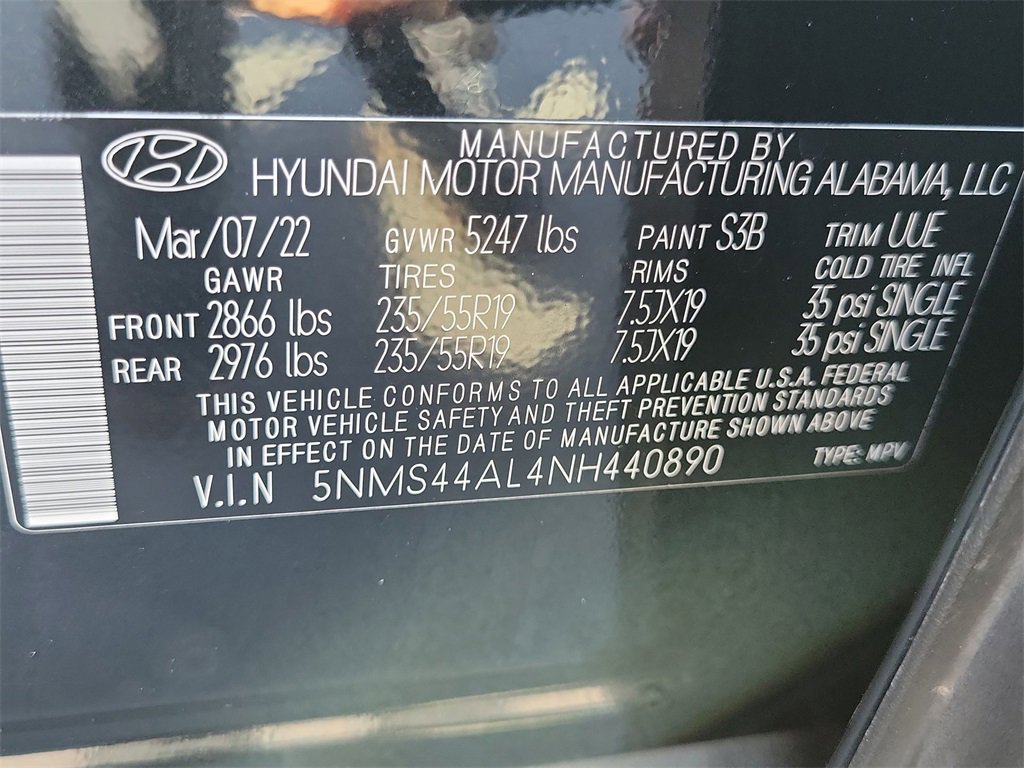 MANUFACTURED BY
HYUNDAI MOTOR MANUFACTURING ALABAMA, LLC
Mar/07/22 GVWR 5247 lbs PAINT S3B TRIM UUE
GAWR TIRES RIMS COLD TIRE INFL
FRONT 2866 lbs 235/55R19 7.5JX19 35 psi SINGLE
REAR 2976 lbs 235/55R19 7.5JX19 35 psi SINGLE
THIS VEHICLE CONFORMS TO ALL APPLICABLE U.S.A. FEDERAL
MOTOR VEHICLE SAFETY AND THEFT PREVENTION STANDARDS
IN EFFECT ON THE DATE OF MANUFACTURE SHOWN ABOVE
V.I.N 5NMS44AL4NH440890 TYPE: MPV